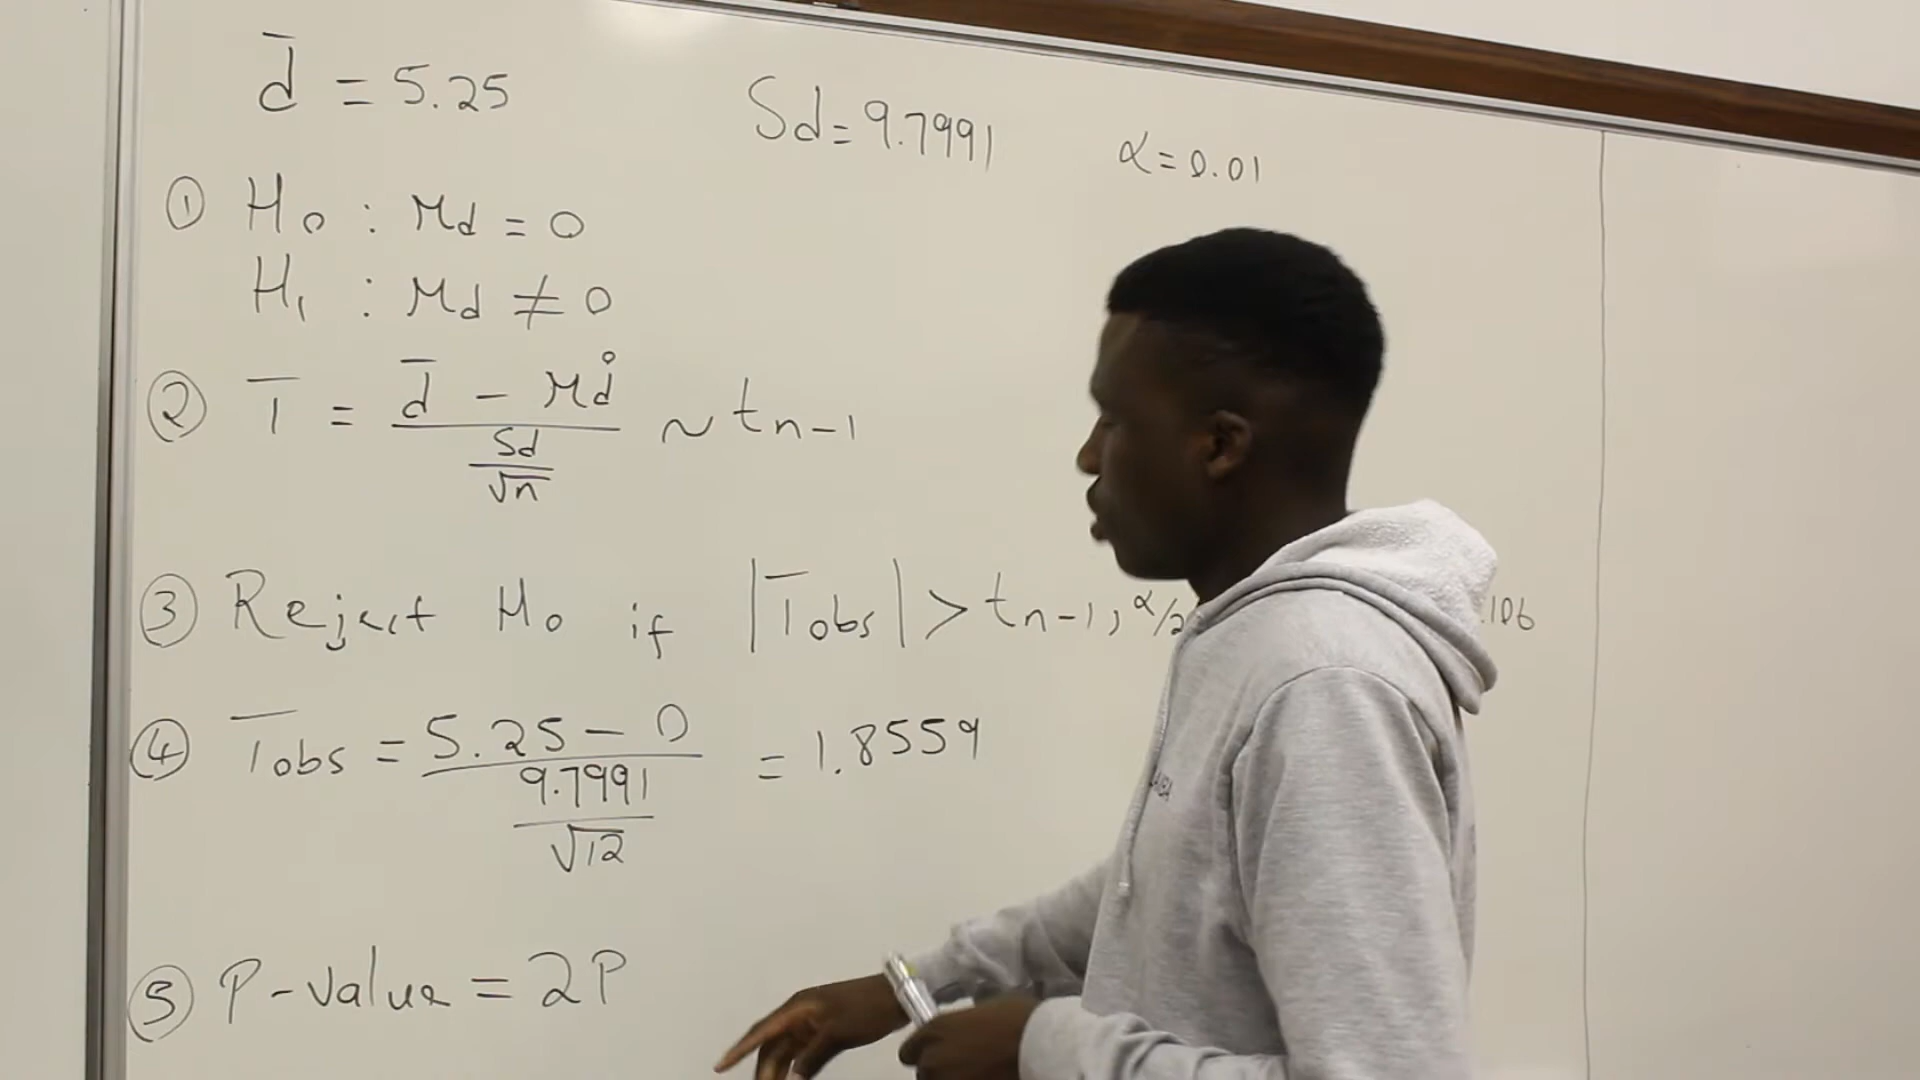 d̄ = 5.25
Sd = 9.7991
α = 0.01
① H₀ : μd = 0
H₁ : μd ≠ 0
② T = (d̄ − μd°) / (Sd/√n) ~ tn−1
③ Reject H₀ if |Tobs| > tn−1, α/2 .106
④ Tobs = (5.25 − 0) / (9.7991/√12) = 1.8559
⑤ P-value = 2P